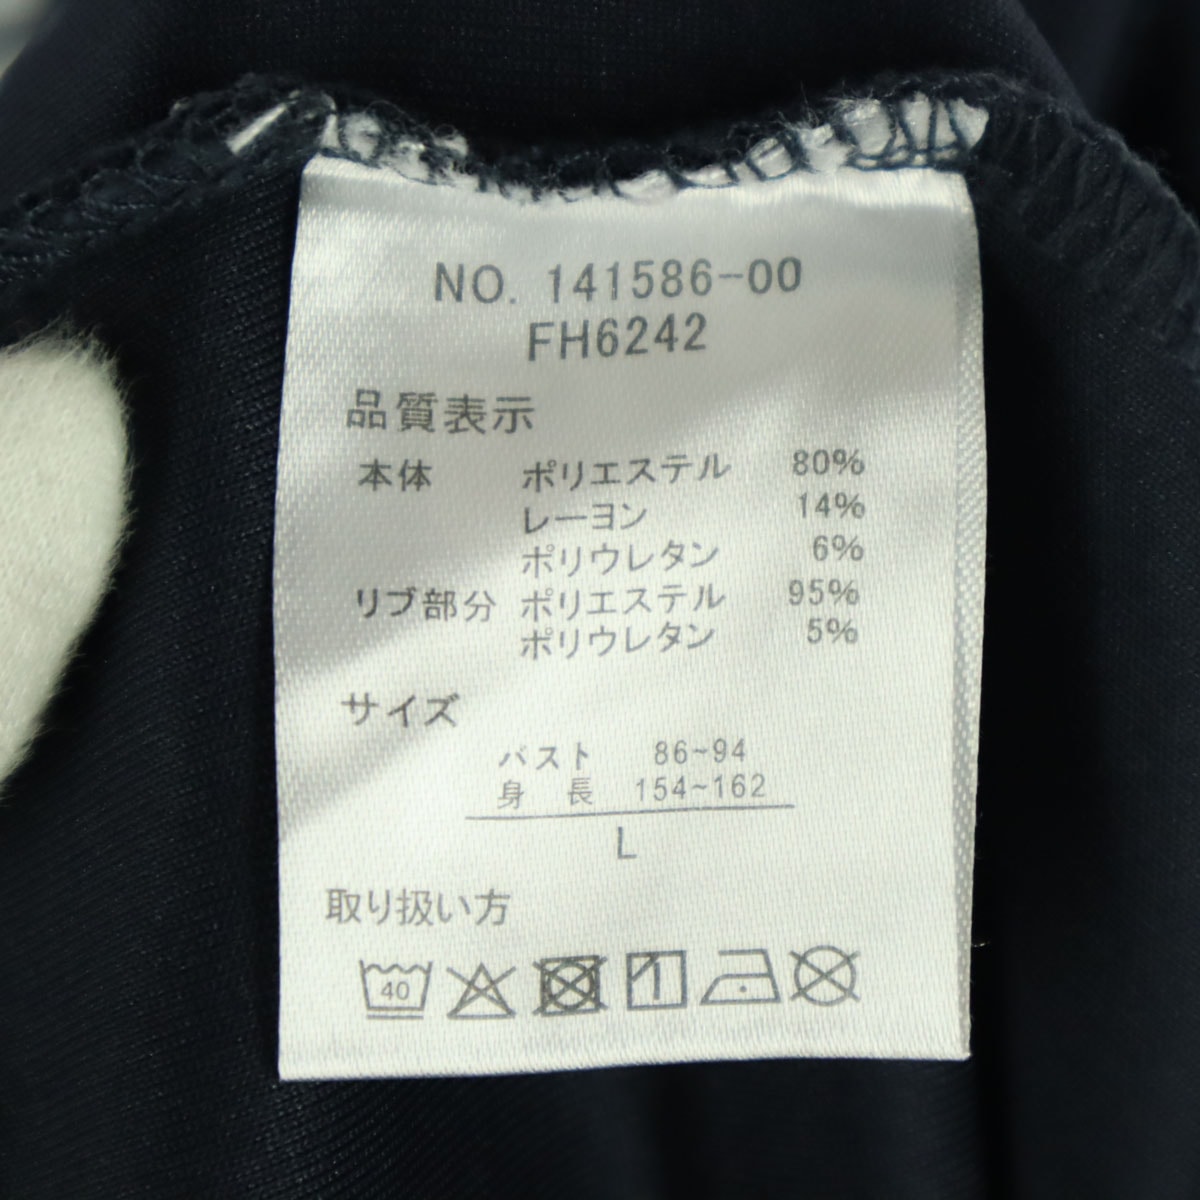 NO. 141586-00
FH6242
品質表示
本体 ポリエステル 80%
レーヨン 14%
ポリウレタン 6%
リブ部分 ポリエステル 95%
ポリウレタン 5%
サイズ
バスト 86~94
身 長 154~162
L
取り扱い方
40